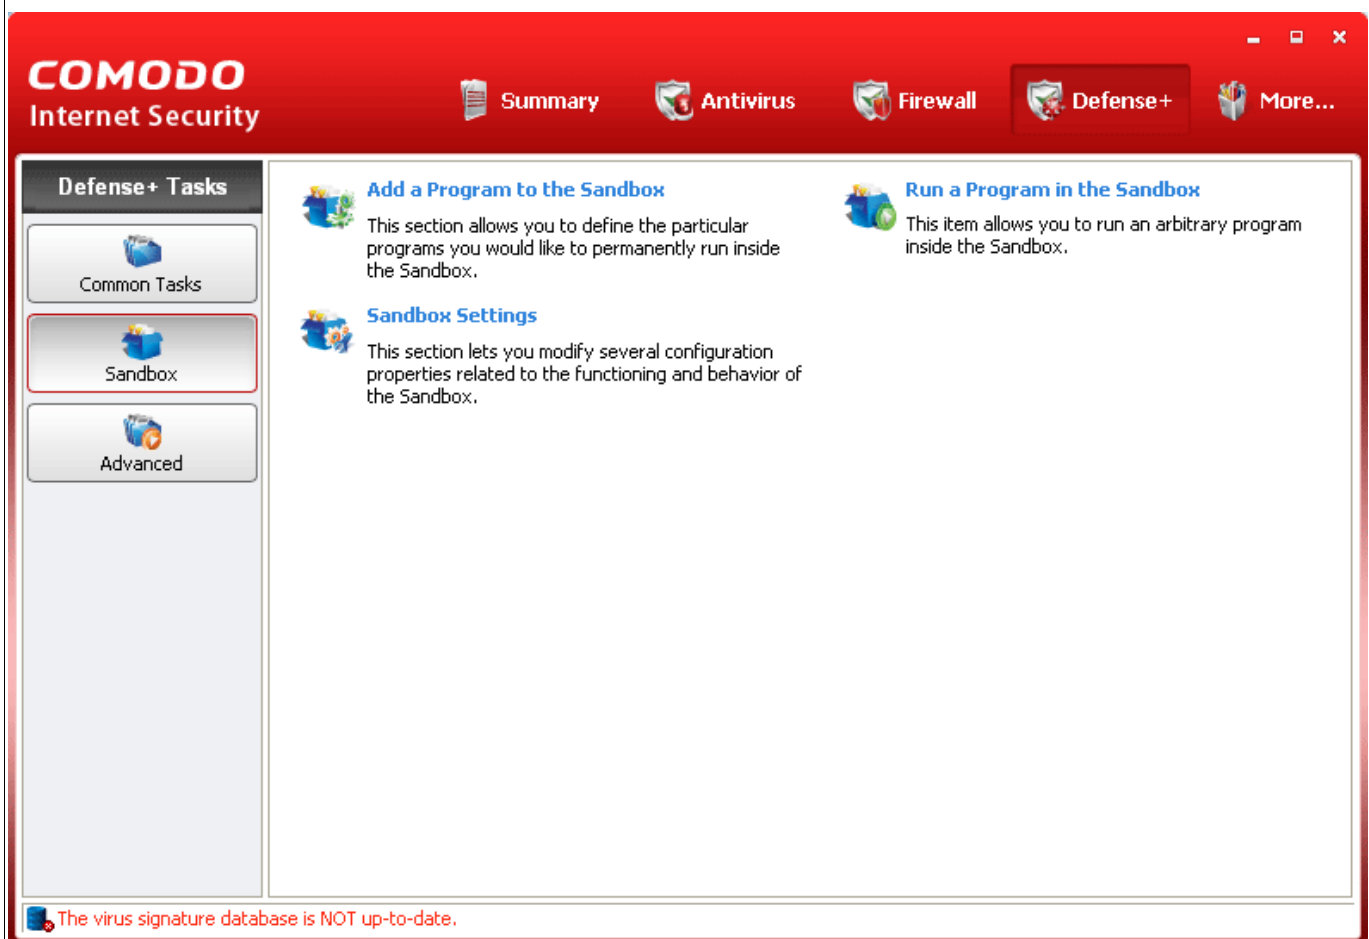 COMODO
Internet Security
Summary
Antivirus
Firewall
Defense+
More...
Defense+ Tasks
Common Tasks
Sandbox
Advanced
Add a Program to the Sandbox
This section allows you to define the particular
programs you would like to permanently run inside
the Sandbox.
Run a Program in the Sandbox
This item allows you to run an arbitrary program
inside the Sandbox.
Sandbox Settings
This section lets you modify several configuration
properties related to the functioning and behavior of
the Sandbox.
The virus signature database is NOT up-to-date.